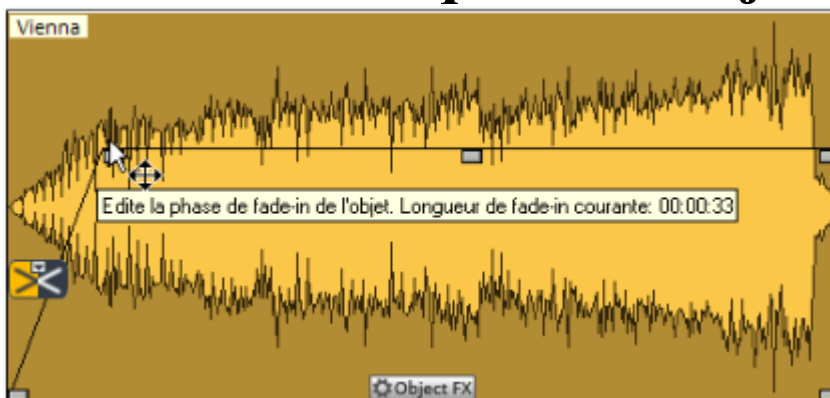 Vienna
Edite la phase de fade-in de l'objet. Longueur de fade-in courante: 00:00:33
Object FX